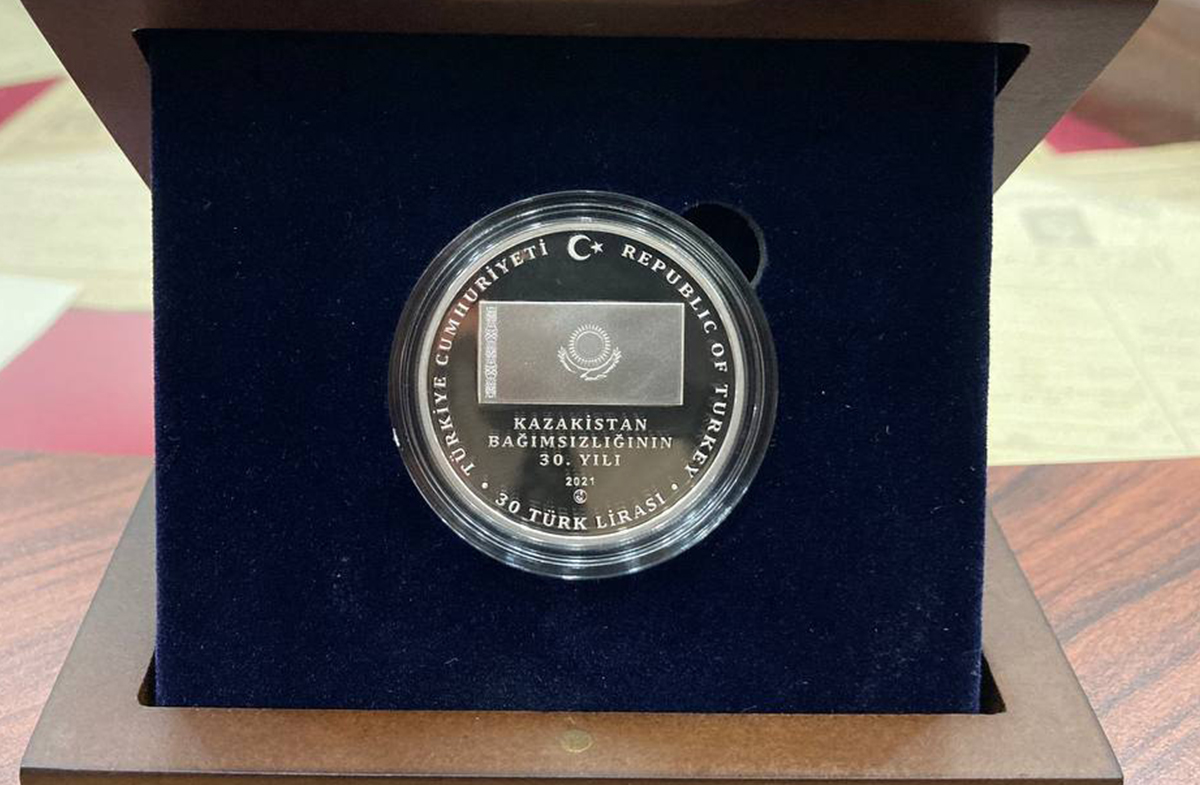 TÜRKİYE CUMHURİYETİ
REPUBLIC OF TURKEY
KAZAKİSTAN
BAĞIMSIZLIĞININ
30. YILI
2021
• 30 TÜRK LİRASI •